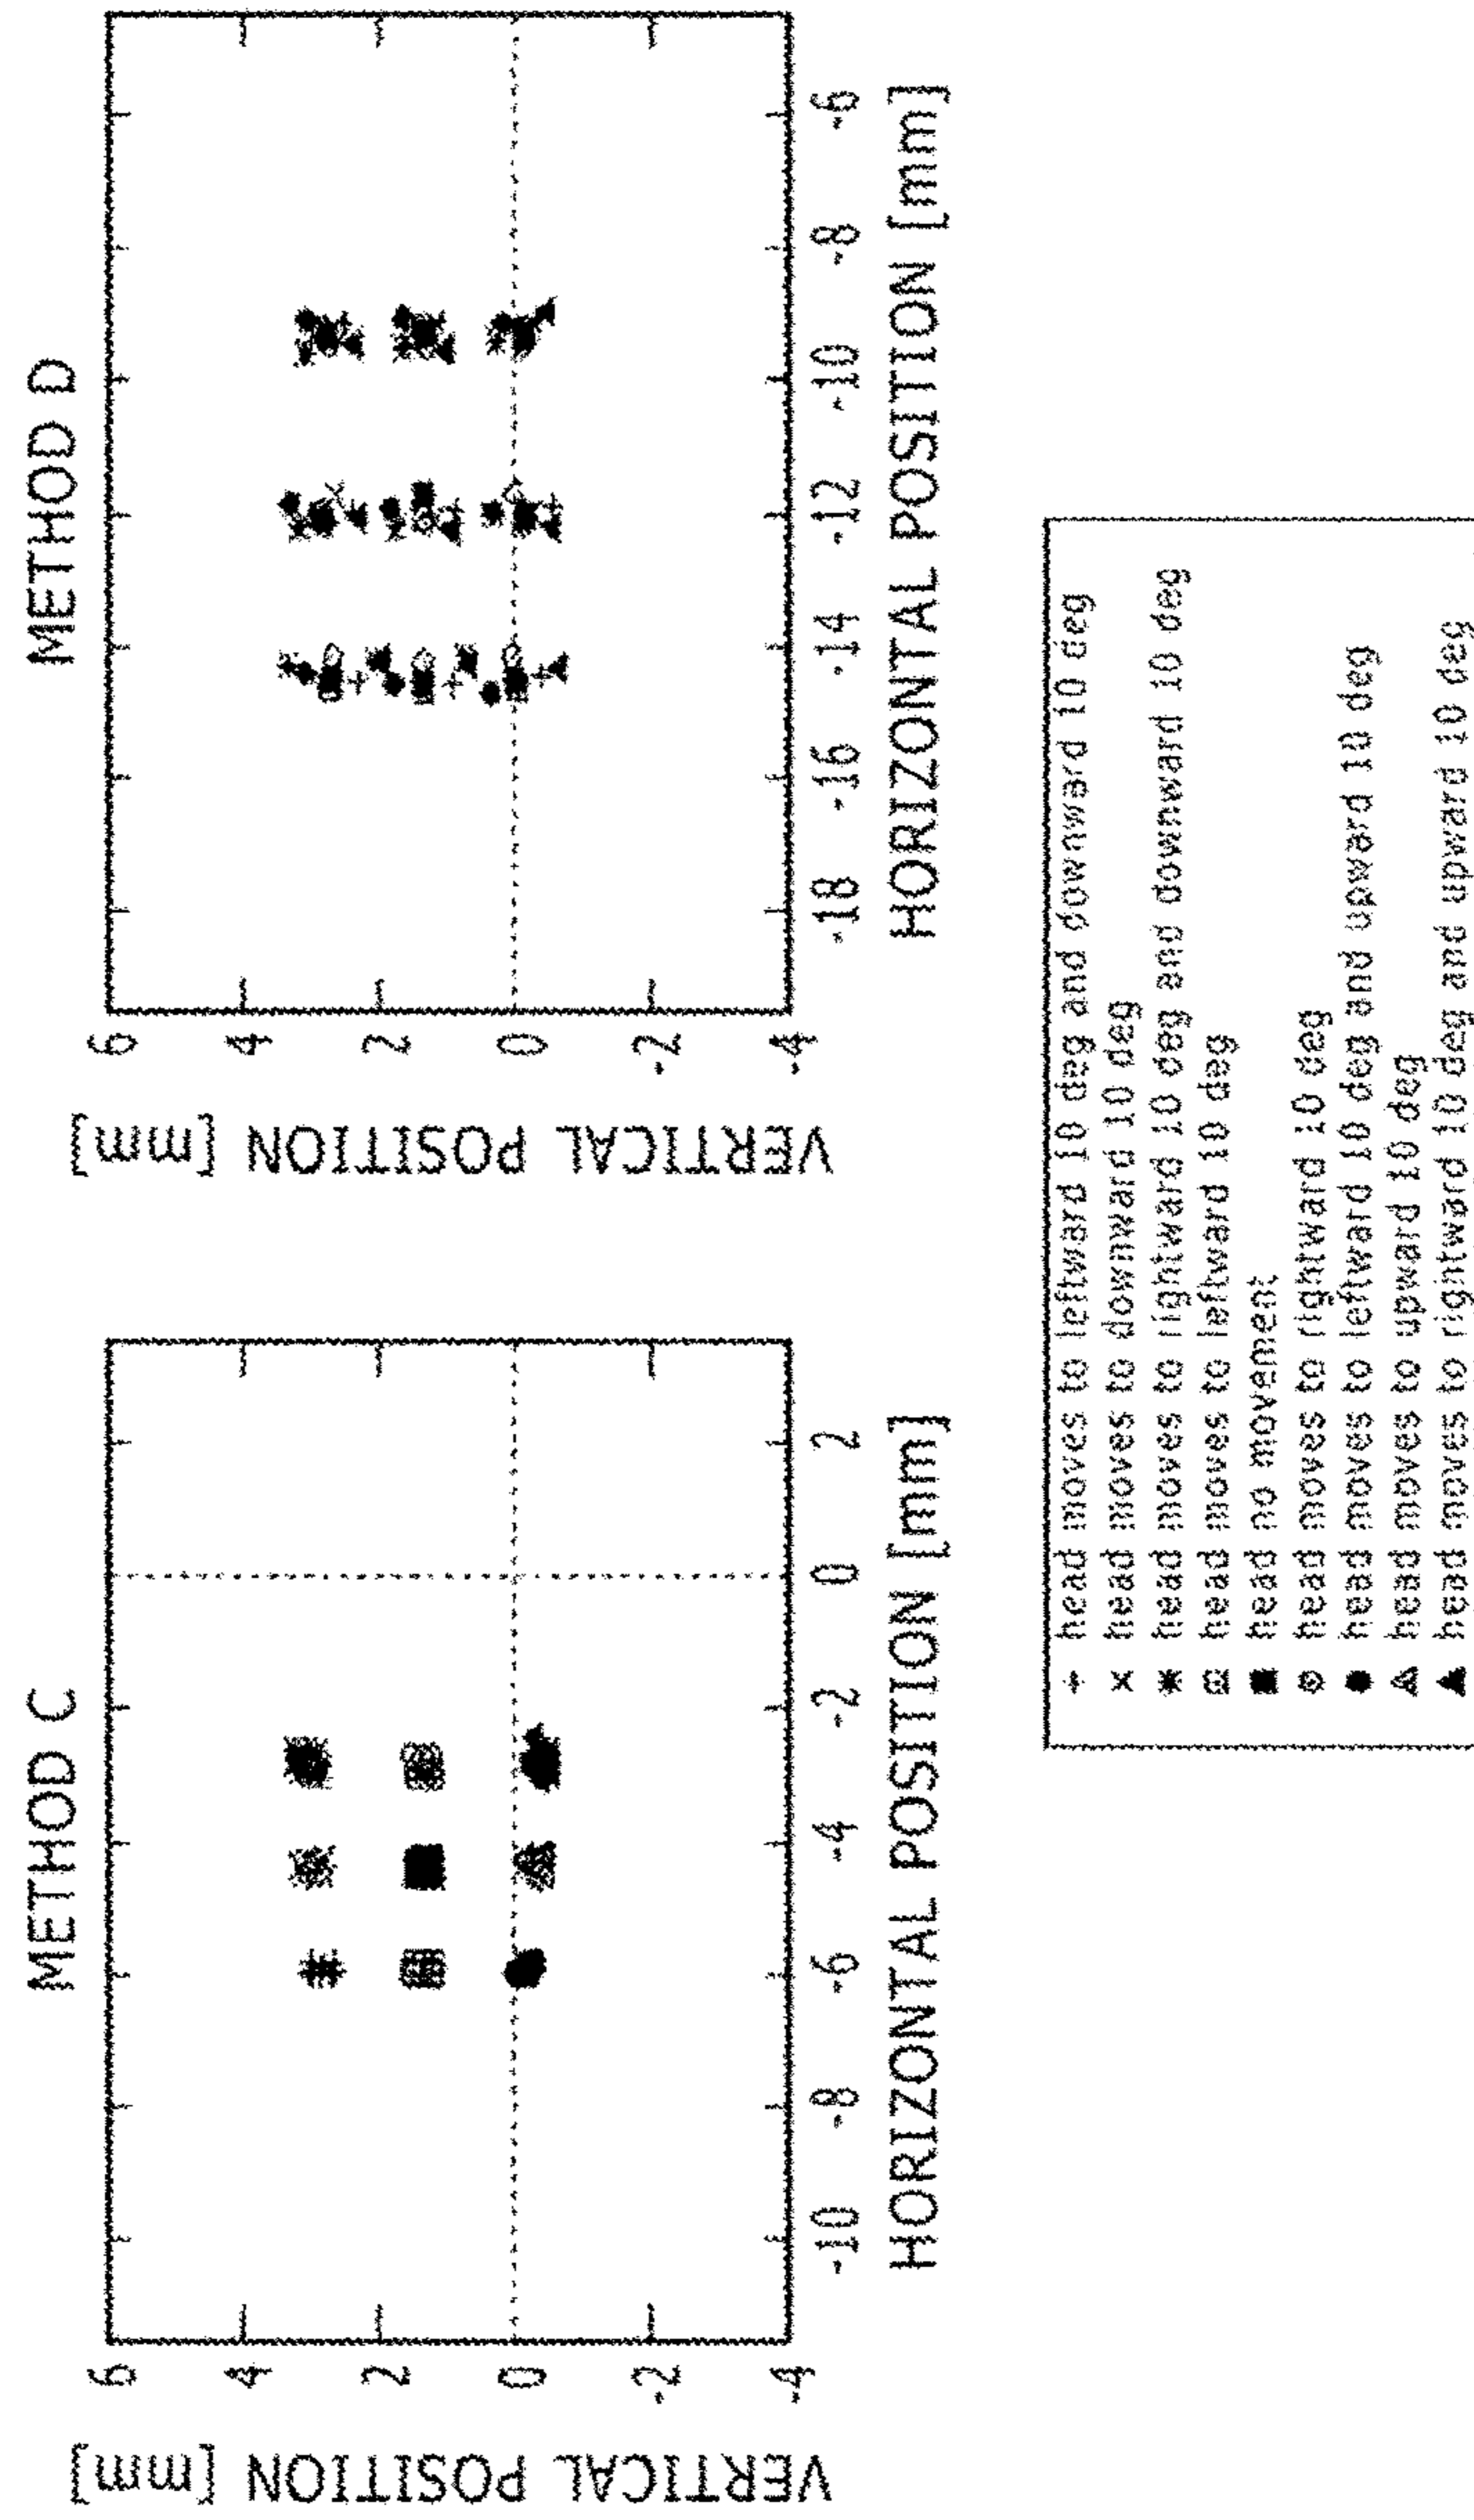 METHOD C
VERTICAL POSITION [mm]
6
4
2
0
-2
-4
-10 -8 -6 -4 -2 0 2
HORIZONTAL POSITION [mm]
METHOD D
VERTICAL POSITION [mm]
6
4
2
0
-2
-4
-18 -16 -14 -12 -10 -8 -6
HORIZONTAL POSITION [mm]
head moves to leftward 10 deg and downward 10 deg
head moves to downward 10 deg
head moves to rightward 10 deg and downward 10 deg
head moves to leftward 10 deg
head no movement
head moves to rightward 10 deg
head moves to leftward 10 deg and upward 10 deg
head moves to upward 10 deg
head moves to rightward 10 deg and upward 10 deg